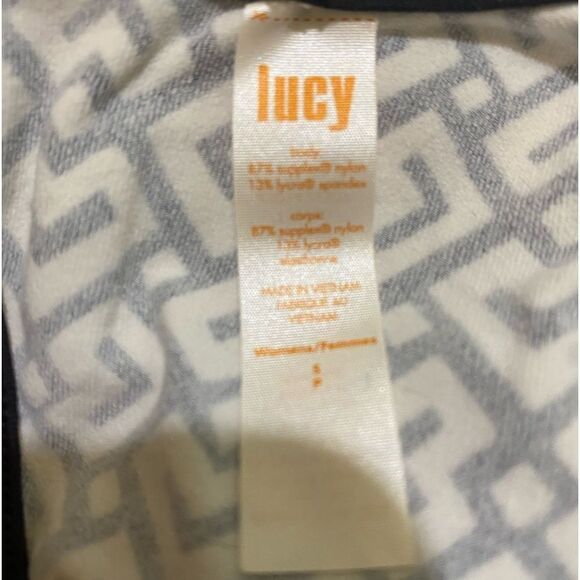 lucy
body:
87% supplex® nylon
13% lycra® spandex
corps:
87% supplex® nylon
13% lycra®
elasthanne
MADE IN VIETNAM
FABRIQUÉ AU
VIETNAM
Womens/Femmes
S
P